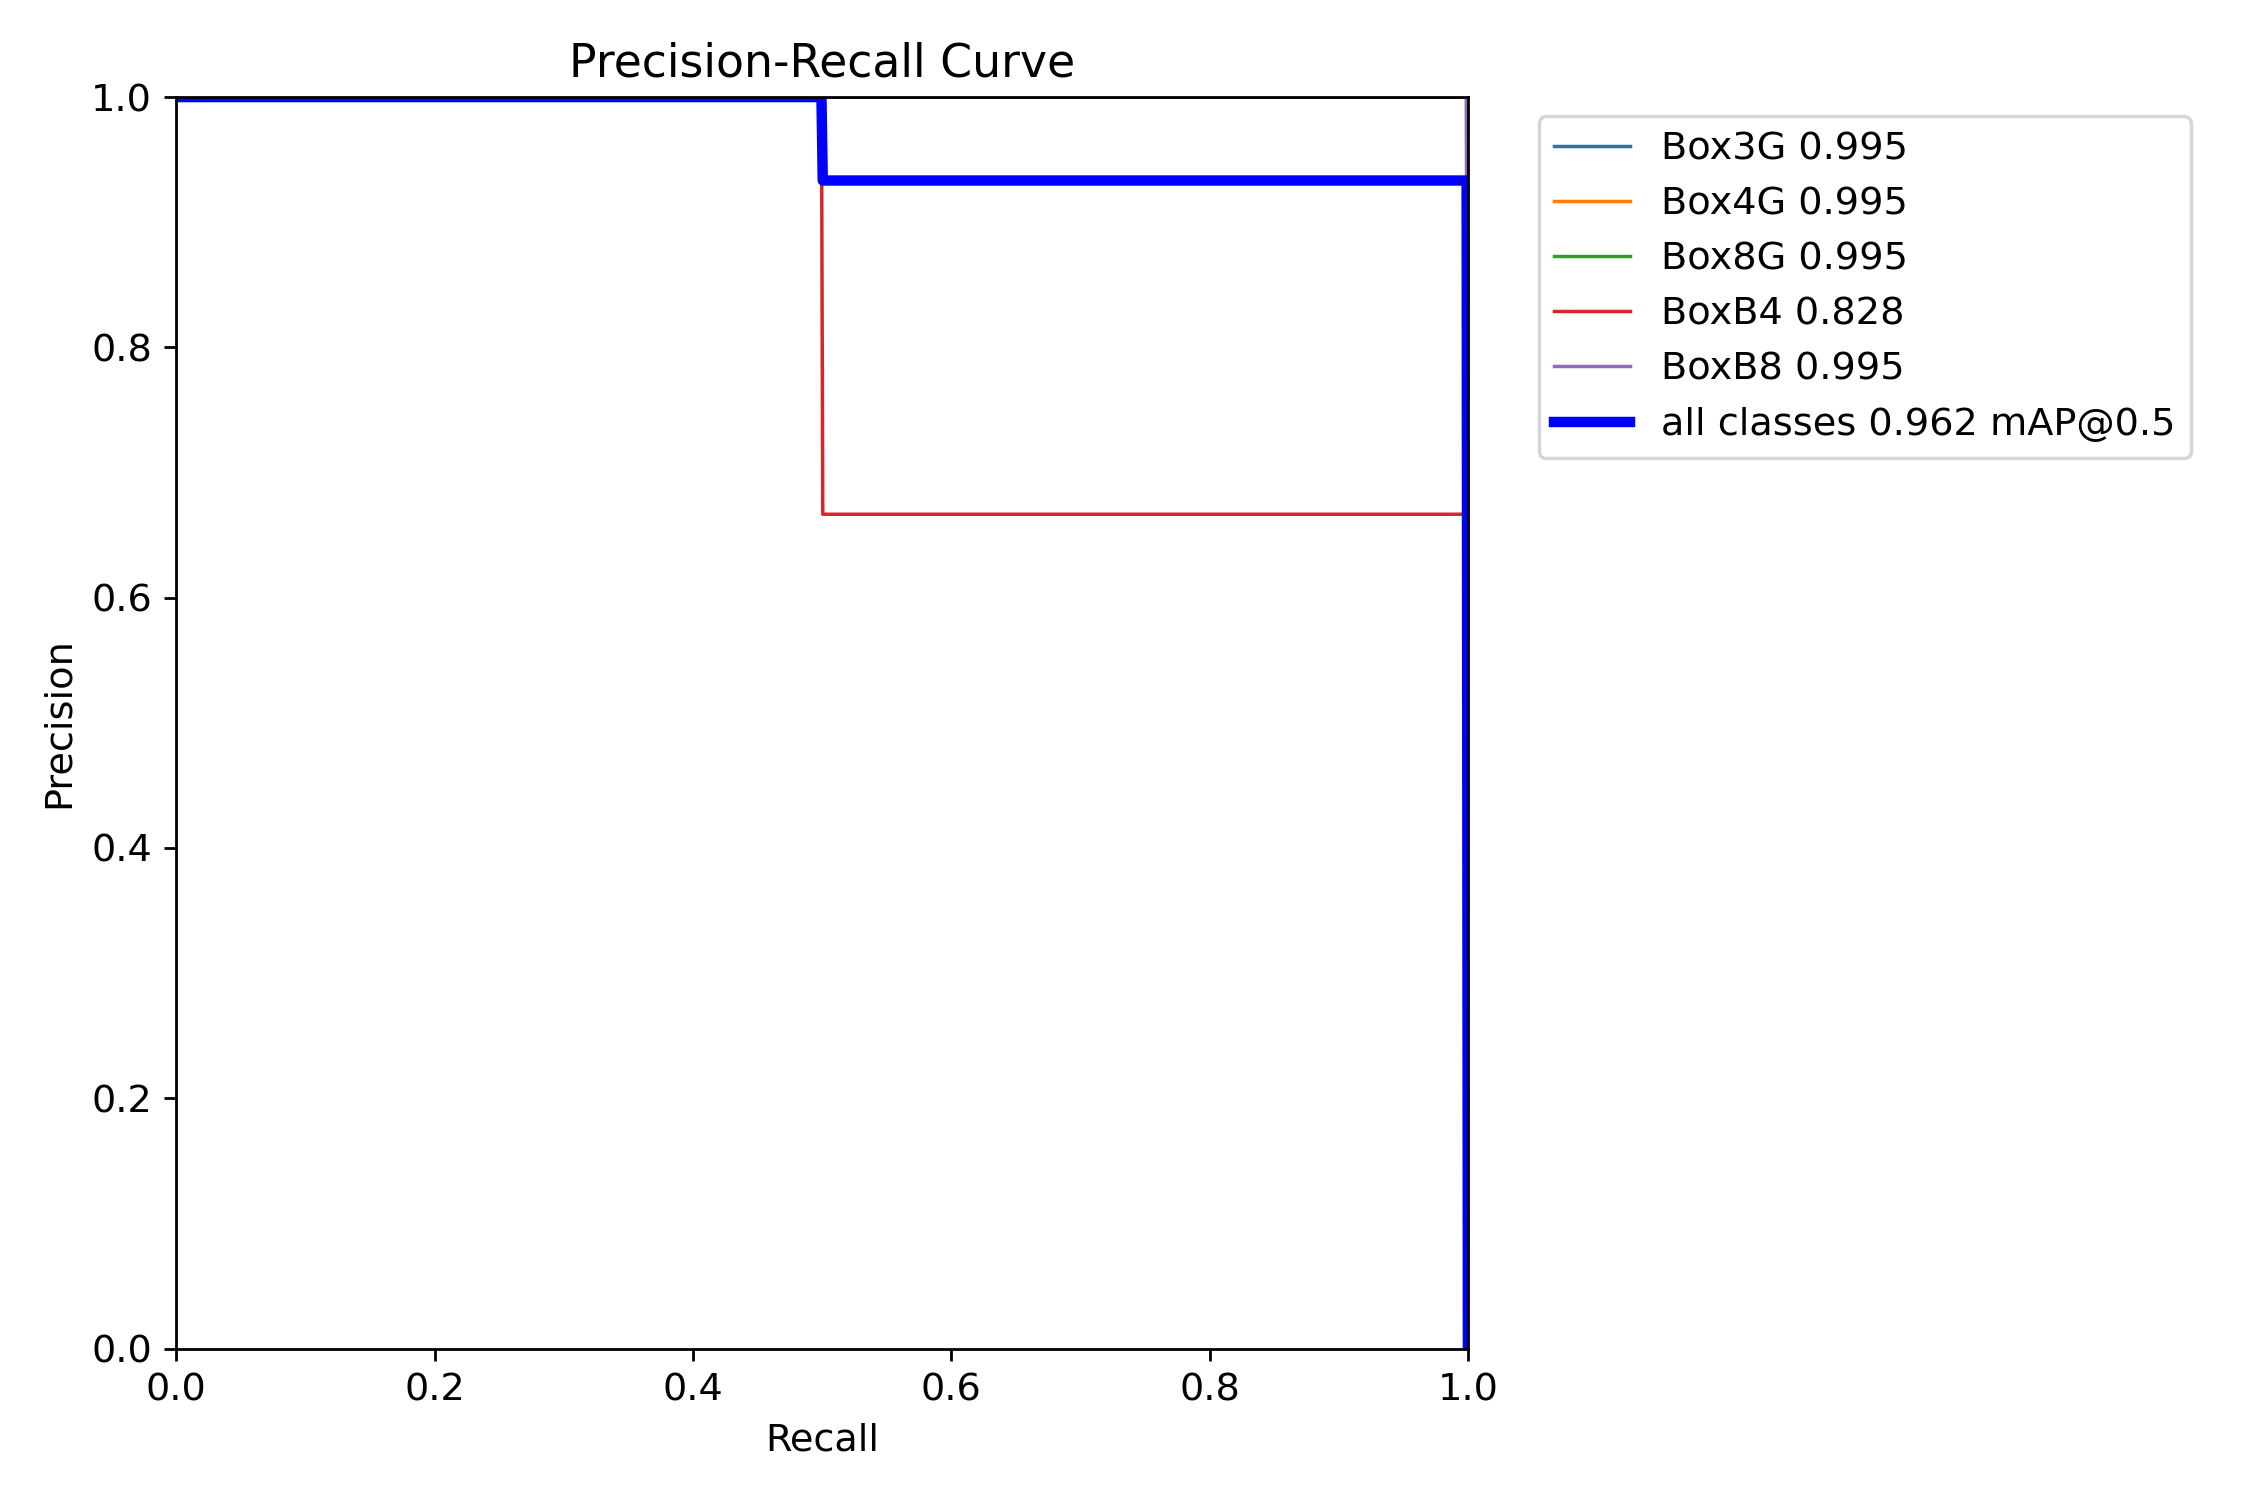 Precision-Recall Curve
1.0
0.8
0.6
0.4
0.2
0.0
Precision
0.0 0.2 0.4 0.6 0.8 1.0
Recall
Box3G 0.995
Box4G 0.995
Box8G 0.995
BoxB4 0.828
BoxB8 0.995
all classes 0.962 mAP@0.5